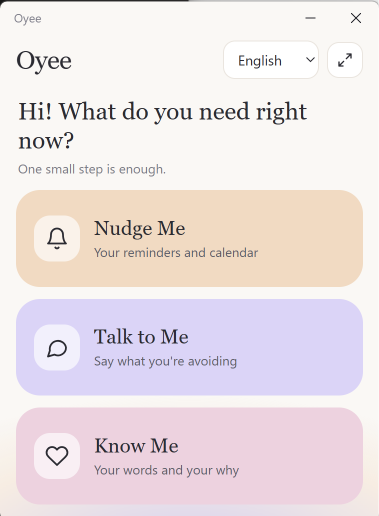 Oyee
Oyee
English
Hi! What do you need right
now?
One small step is enough.
Nudge Me
Your reminders and calendar
Talk to Me
Say what you're avoiding
Know Me
Your words and your why